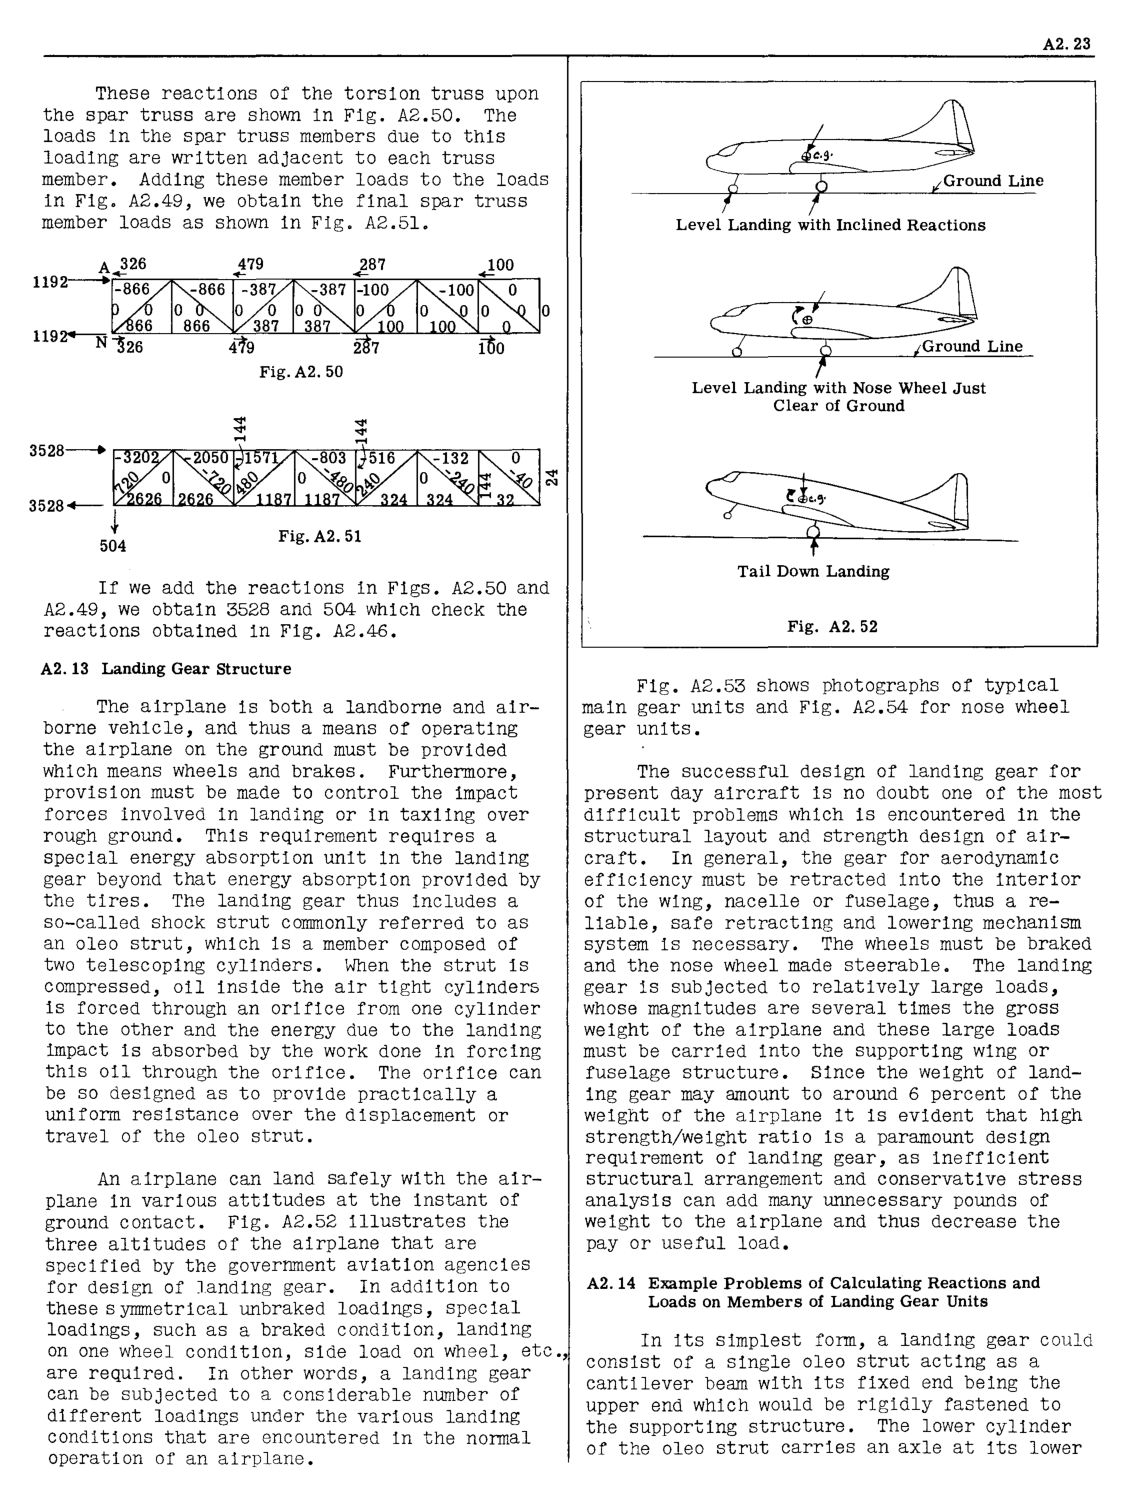 A2. 23
These reactions of the torsion truss upon
the spar truss are shown in Fig. A2.50. The
loads in the spar truss members due to this
loading are written adjacent to each truss
member. Adding these member loads to the loads
in Fig. A2.49, we obtain the final spar truss
member loads as shown in Fig. A2.51.
A 326 479 287 100
1192
-866 -866 -387 -387 -100 -100 0
0 0 0 0 0 0 0 0 0 0 0 0 0 0
866 866 387 387 100 100 0
1192 N 326 479 287 100
Fig. A2. 50
144 144
3528
-3202 -2050 -1571 -803 -516 -132 0
720 0 -720 480 0 -480 240 0 -240 144 -40 24
2626 2626 1187 1187 324 324 32
3528
504
Fig. A2. 51
If we add the reactions in Figs. A2.50 and
A2.49, we obtain 3528 and 504 which check the
reactions obtained in Fig. A2.46.
A2. 13 Landing Gear Structure
The airplane is both a landborne and air-
borne vehicle, and thus a means of operating
the airplane on the ground must be provided
which means wheels and brakes. Furthermore,
provision must be made to control the impact
forces involved in landing or in taxiing over
rough ground. This requirement requires a
special energy absorption unit in the landing
gear beyond that energy absorption provided by
the tires. The landing gear thus includes a
so-called shock strut commonly referred to as
an oleo strut, which is a member composed of
two telescoping cylinders. When the strut is
compressed, oil inside the air tight cylinders
is forced through an orifice from one cylinder
to the other and the energy due to the landing
impact is absorbed by the work done in forcing
this oil through the orifice. The orifice can
be so designed as to provide practically a
uniform resistance over the displacement or
travel of the oleo strut.
An airplane can land safely with the air-
plane in various attitudes at the instant of
ground contact. Fig. A2.52 illustrates the
three altitudes of the airplane that are
specified by the government aviation agencies
for design of landing gear. In addition to
these symmetrical unbraked loadings, special
loadings, such as a braked condition, landing
on one wheel condition, side load on wheel, etc.,
are required. In other words, a landing gear
can be subjected to a considerable number of
different loadings under the various landing
conditions that are encountered in the normal
operation of an airplane.
c.g.
Ground Line
Level Landing with Inclined Reactions
Ground Line
Level Landing with Nose Wheel Just
Clear of Ground
c.g.
Tail Down Landing
Fig. A2. 52
Fig. A2.53 shows photographs of typical
main gear units and Fig. A2.54 for nose wheel
gear units.
The successful design of landing gear for
present day aircraft is no doubt one of the most
difficult problems which is encountered in the
structural layout and strength design of air-
craft. In general, the gear for aerodynamic
efficiency must be retracted into the interior
of the wing, nacelle or fuselage, thus a re-
liable, safe retracting and lowering mechanism
system is necessary. The wheels must be braked
and the nose wheel made steerable. The landing
gear is subjected to relatively large loads,
whose magnitudes are several times the gross
weight of the airplane and these large loads
must be carried into the supporting wing or
fuselage structure. Since the weight of land-
ing gear may amount to around 6 percent of the
weight of the airplane it is evident that high
strength/weight ratio is a paramount design
requirement of landing gear, as inefficient
structural arrangement and conservative stress
analysis can add many unnecessary pounds of
weight to the airplane and thus decrease the
pay or useful load.
A2. 14 Example Problems of Calculating Reactions and
Loads on Members of Landing Gear Units
In its simplest form, a landing gear could
consist of a single oleo strut acting as a
cantilever beam with its fixed end being the
upper end which would be rigidly fastened to
the supporting structure. The lower cylinder
of the oleo strut carries an axle at its lower